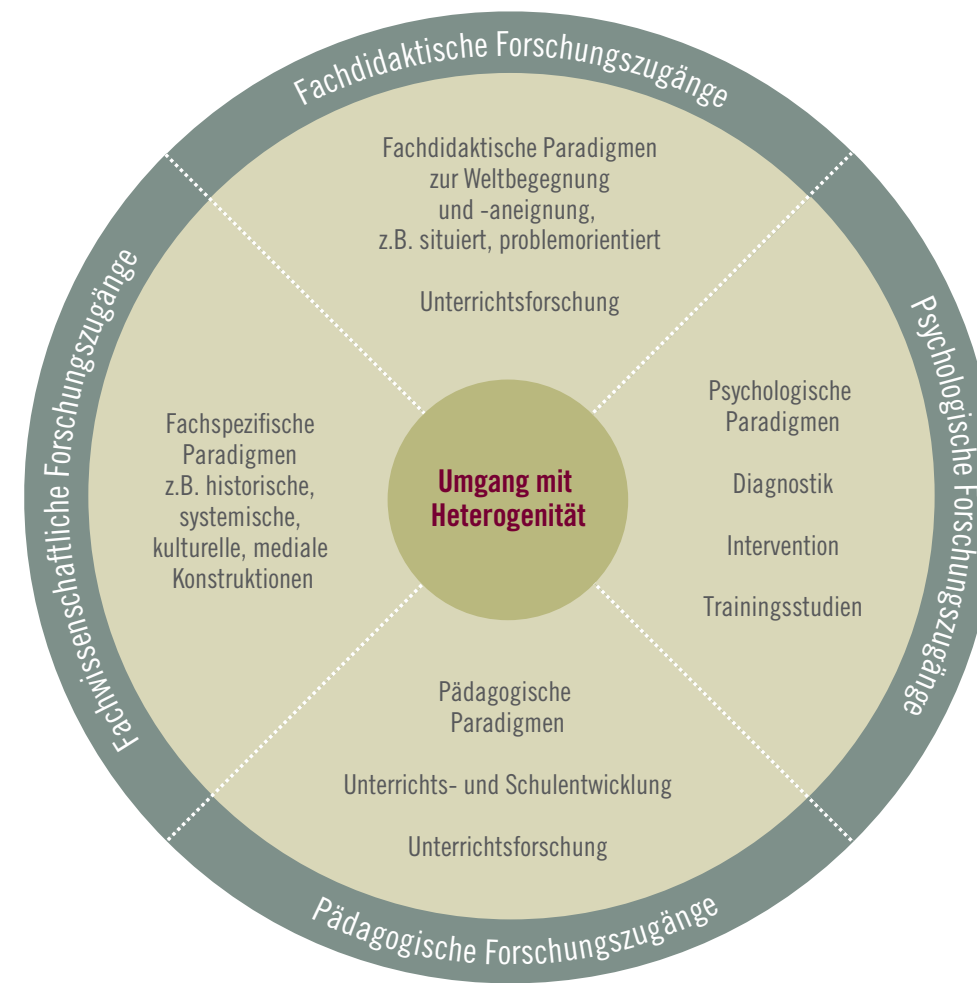 Fachdidaktische Forschungszugänge
Fachdidaktische Paradigmen
zur Weltbegegnung
und -aneignung,
z.B. situiert, problemorientiert
Unterrichtsforschung
Fachwissenschaftliche Forschungszugänge
Fachspezifische
Paradigmen
z.B. historische,
systemische,
kulturelle, mediale
Konstruktionen
Umgang mit
Heterogenität
Psychologische
Paradigmen
Diagnostik
Intervention
Trainingsstudien
Psychologische Forschungszugänge
Pädagogische
Paradigmen
Unterrichts- und Schulentwicklung
Unterrichtsforschung
Pädagogische Forschungszugänge